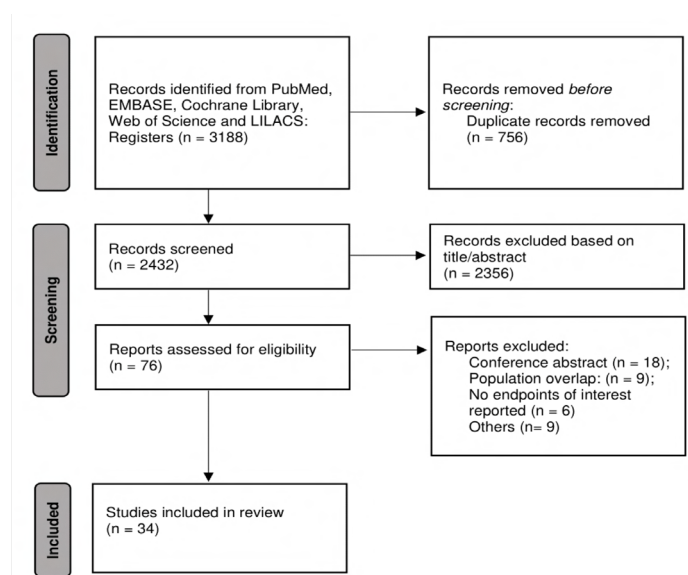 Identification
Records identified from PubMed,
EMBASE, Cochrane Library,
Web of Science and LILACS:
Registers (n = 3188)
Records removed before
screening:
Duplicate records removed
(n = 756)
Screening
Records screened
(n = 2432)
Records excluded based on
title/abstract
(n = 2356)
Reports assessed for eligibility
(n = 76)
Reports excluded:
Conference abstract (n = 18);
Population overlap: (n = 9);
No endpoints of interest
reported (n = 6)
Others (n= 9)
Included
Studies included in review
(n = 34)